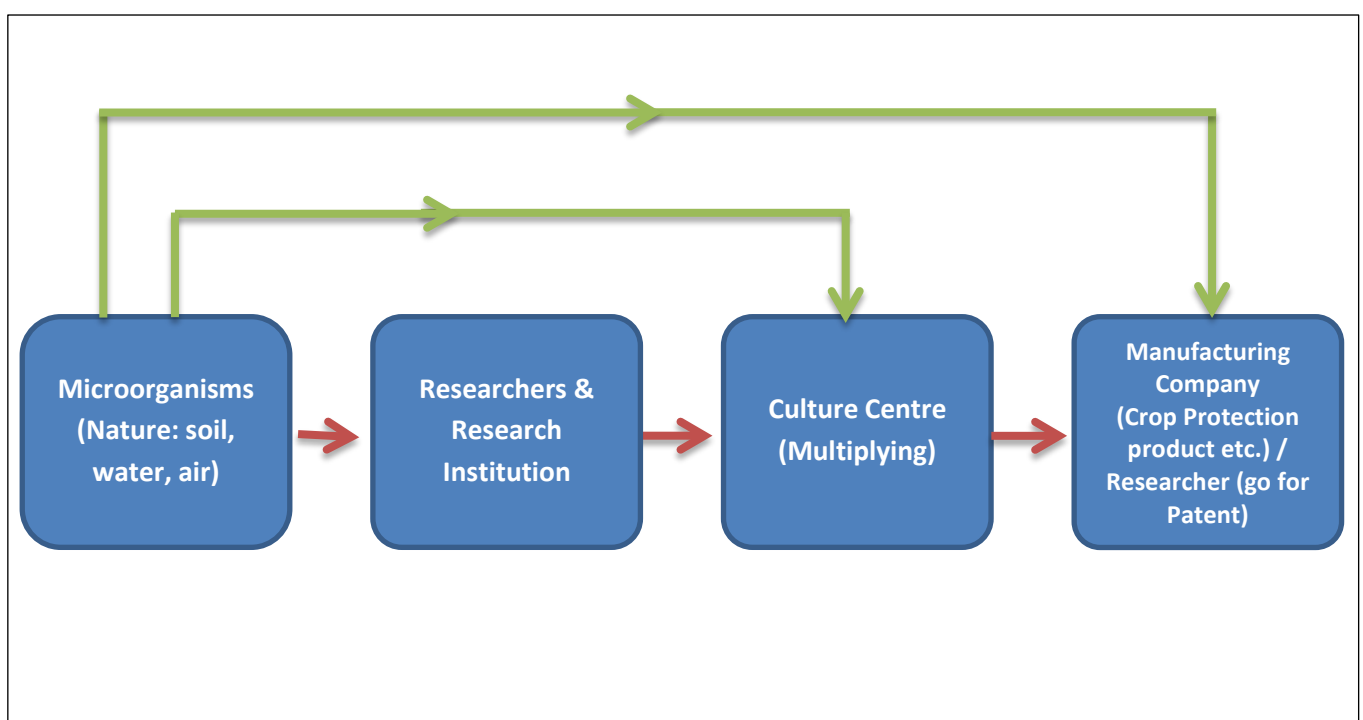 Microorganisms
(Nature: soil,
water, air)
Researchers &
Research
Institution
Culture Centre
(Multiplying)
Manufacturing
Company
(Crop Protection
product etc.) /
Researcher (go for
Patent)